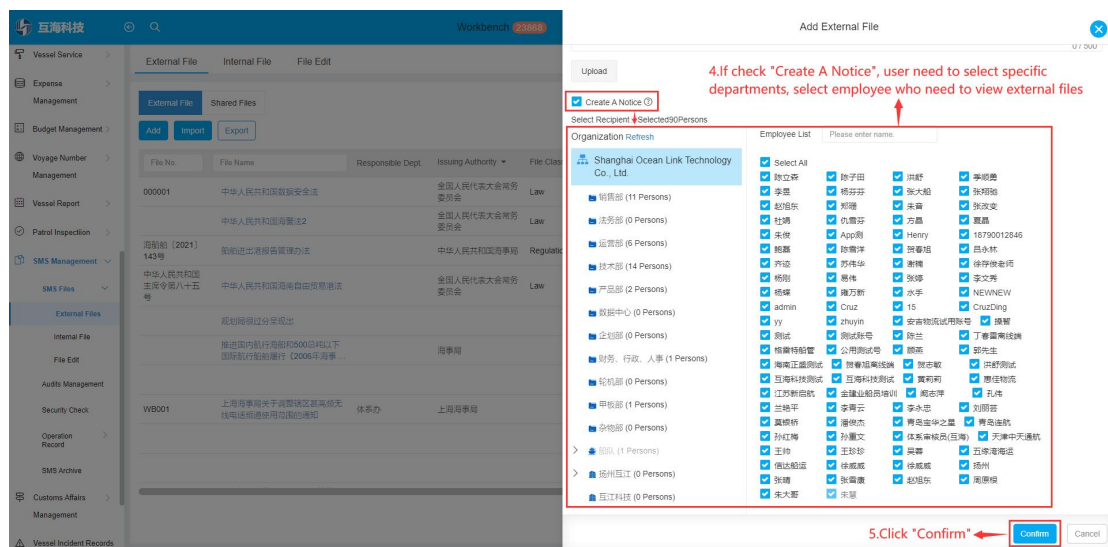 互海科技
Workbench 23868
Vessel Service
Expense
Management
Budget Management
Voyage Number
Management
Vessel Report
Patrol Inspection
SMS Management
SMS Files
External Files
Internal File
File Edit
Audits Management
Security Check
Operation
Record
SMS Archive
Customs Affairs
Management
Vessel Incident Records
External File Internal File File Edit
External File Shared Files
Add Import Export
File No. File Name Responsible Dept. Issuing Authority File Clas
000001 中华人民共和国数据安全法 全国人民代表大会常务
委员会 Law
中华人民共和国海警法2 全国人民代表大会常务
委员会 Law
海船舶〔2021〕
143号 船舶进出港报告管理办法 中华人民共和国海事局 Regulatic
中华人民共和国
主席令第八十五
号 中华人民共和国海南自由贸易港法 全国人民代表大会常务
委员会 Law
规划局很过分呈现出
推进国内航行海船和500总吨以下
国际航行船舶履行《2006年海事... 海事局
WB001 上海海事局关于调整辖区甚高频无
线电话频道使用范围的通知 体系办 上海海事局
Add External File
0 / 500
Upload
4.If check "Create A Notice", user need to select specific
departments, select employee who need to view external files
Create A Notice
Select Recipient Selected90Persons
Organization Refresh
Shanghai Ocean Link Technology
Co., Ltd.
销售部 (11 Persons)
法务部 (0 Persons)
运营部 (6 Persons)
技术部 (14 Persons)
产品部 (2 Persons)
数据中心 (0 Persons)
企划部 (0 Persons)
财务、行政、人事 (1 Persons)
轮机部 (0 Persons)
甲板部 (1 Persons)
杂物部 (0 Persons)
船队 (1 Persons)
扬州互江 (0 Persons)
互江科技 (0 Persons)
Employee List Please enter name.
Select All
陈立森 陈子田 洪舒 季顺勇
李昱 杨芬芬 张大船 张翔驰
赵旭东 郑珊 朱音 张改变
杜娟 仇雪芬 方晶 夏晶
朱俊 App测 Henry 18790012846
鲍嘉 陈雪洋 贺春旭 吕永林
齐迹 苏伟华 谢楠 徐存俊老师
杨刚 易伟 张婷 李文秀
杨蝶 雍万新 水手 NEWNEW
admin Cruz 15 CruzDing
yy zhuyin 安吉物流试用账号 操智
测试 测试账号 陈兰 丁春雷离线端
格雷特船管 公用测试号 顾燕 郭先生
海南正盛测试 贺春旭离线端 贺志敏 洪舒测试
互海科技测试 互海科技测试 黄莉莉 惠佳物流
江苏新启航 金建业船员培训 阚志萍 孔伟
兰艳平 李青云 李永忠 刘丽芸
莫银桥 潘俊杰 青岛宝华之星 青岛连航
孙红梅 孙重文 体系审核员(互海) 天津中天通航
王帅 王珍珍 吴蓉 五缘湾海运
信达船运 徐威威 徐威威 扬州
张晴 张雪康 赵旭东 周原根
朱大哥 朱慧
5.Click "Confirm"
Confirm Cancel